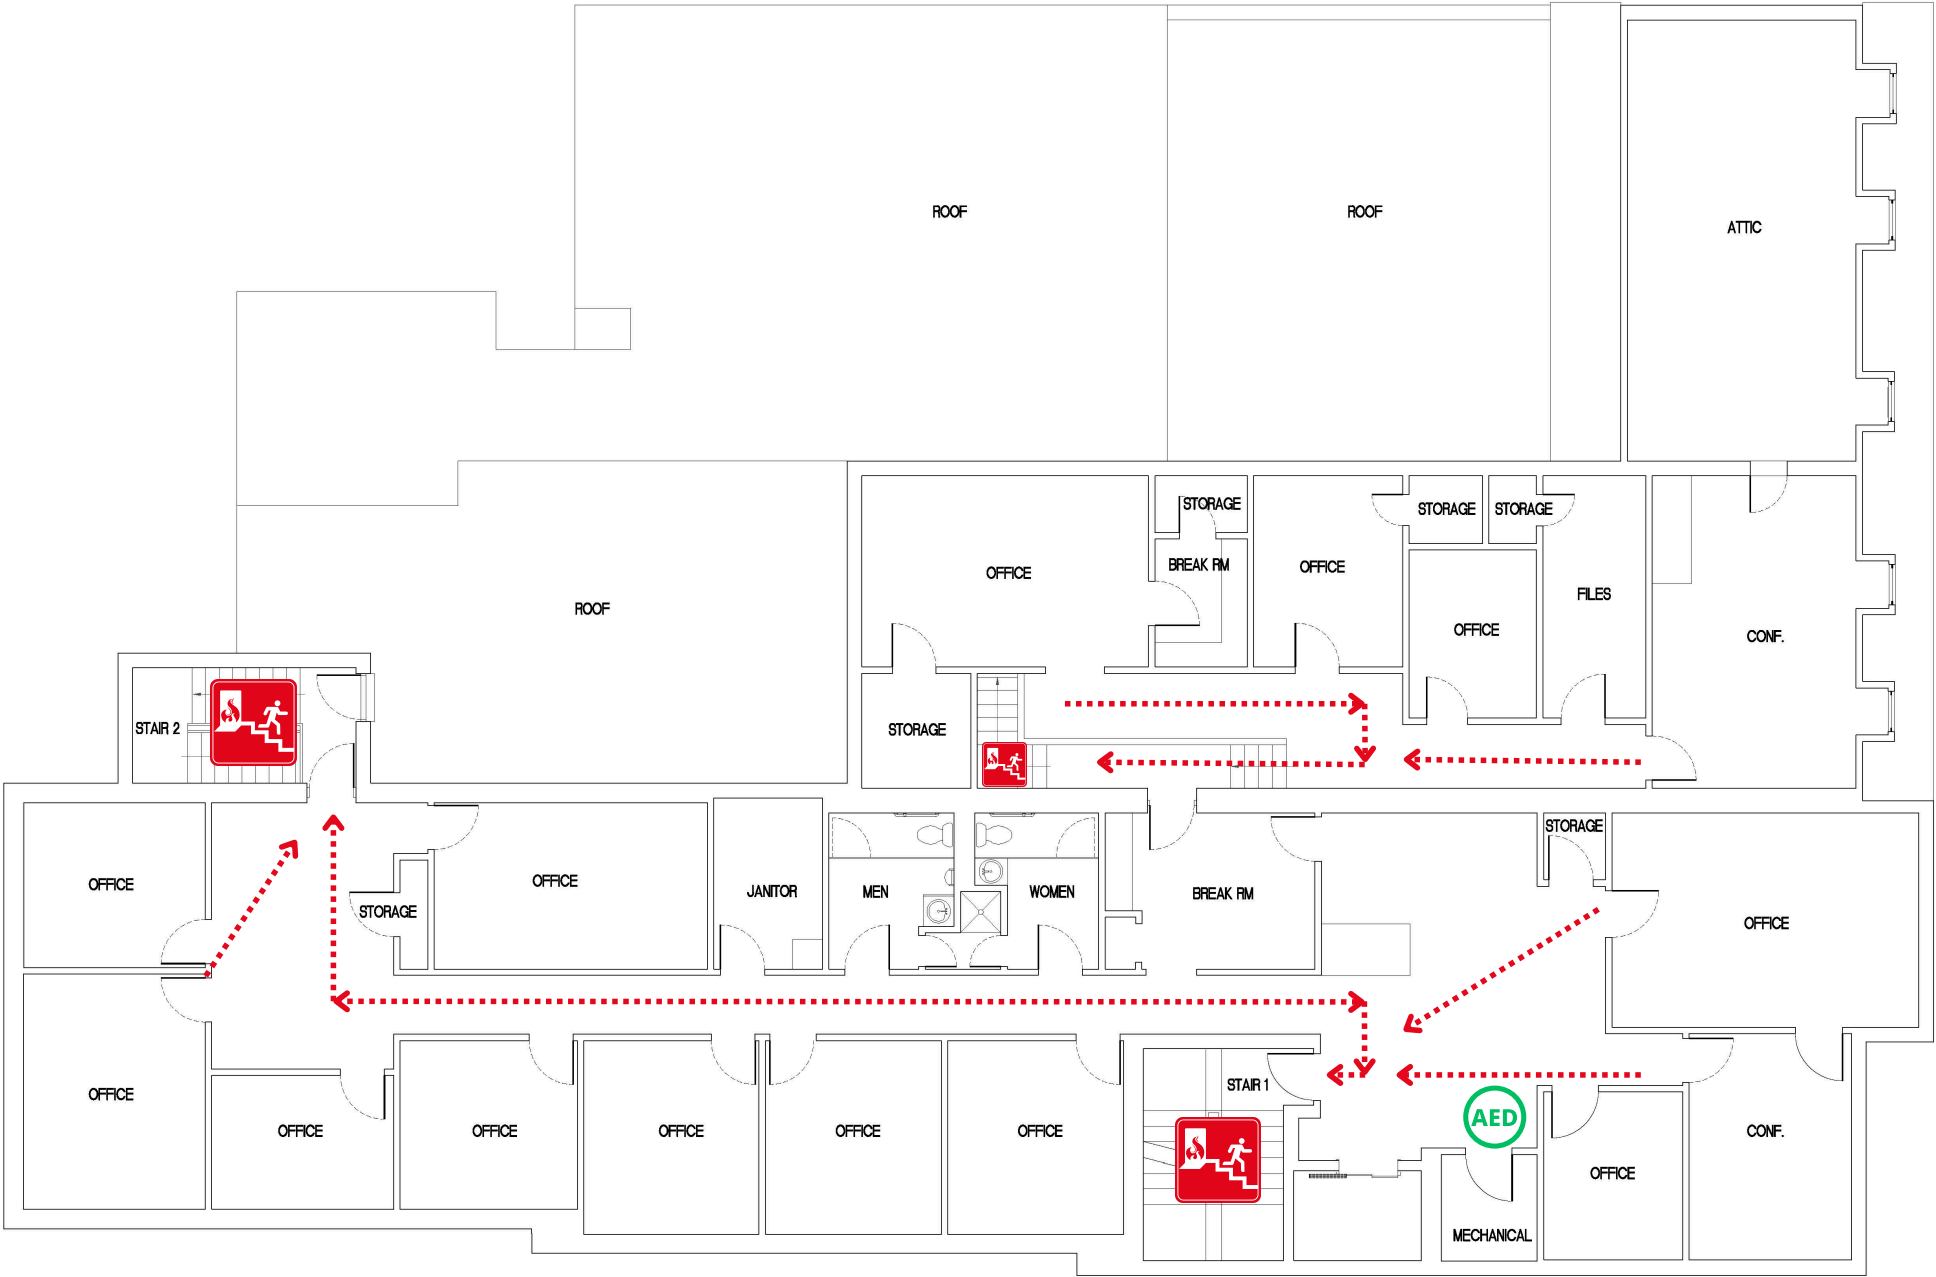 ROOF
ROOF
ATTIC
STORAGE
STORAGE
STORAGE
BREAK RM
OFFICE
OFFICE
FILES
ROOF
OFFICE
CONF.
STAIR 2
STORAGE
STORAGE
OFFICE
OFFICE
JANITOR
MEN
WOMEN
BREAK RM
STORAGE
OFFICE
OFFICE
STAIR 1
OFFICE
AED
OFFICE
OFFICE
OFFICE
OFFICE
OFFICE
CONF.
OFFICE
MECHANICAL